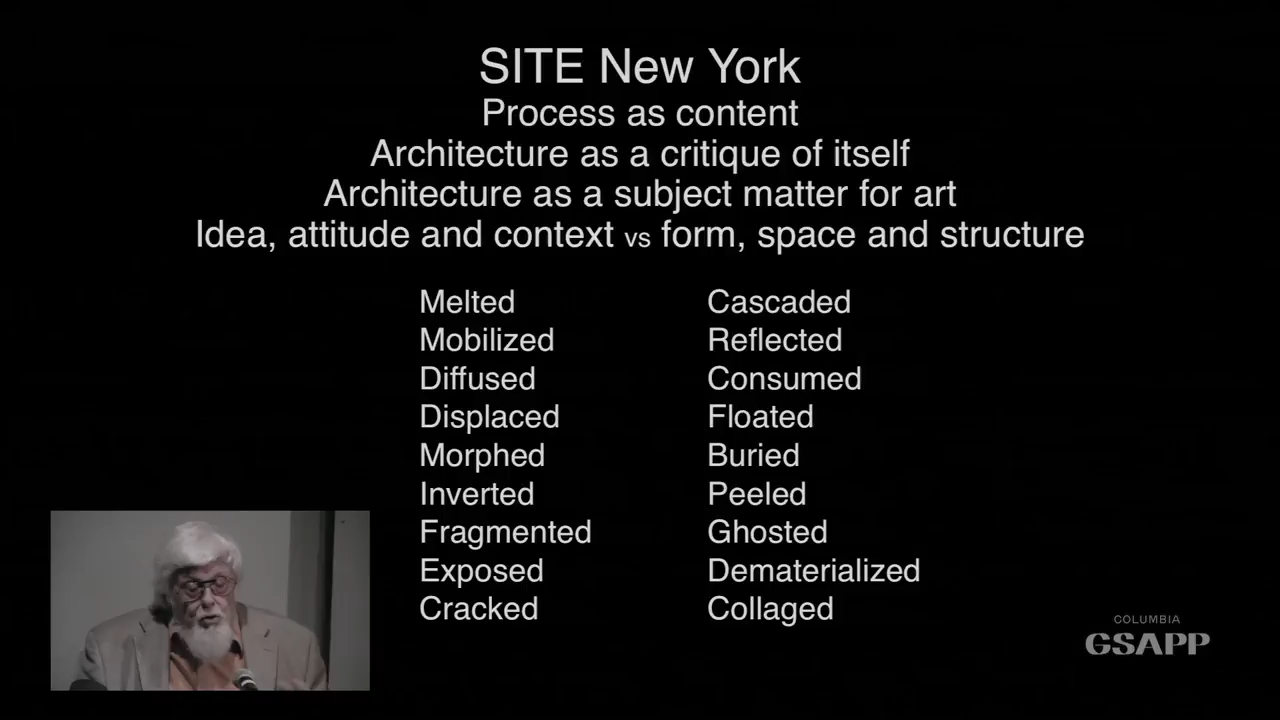 SITE New York
Process as content
Architecture as a critique of itself
Architecture as a subject matter for art
Idea, attitude and context vs form, space and structure
Melted
Mobilized
Diffused
Displaced
Morphed
Inverted
Fragmented
Exposed
Cracked
Cascaded
Reflected
Consumed
Floated
Buried
Peeled
Ghosted
Dematerialized
Collaged
COLUMBIA
GSAPP